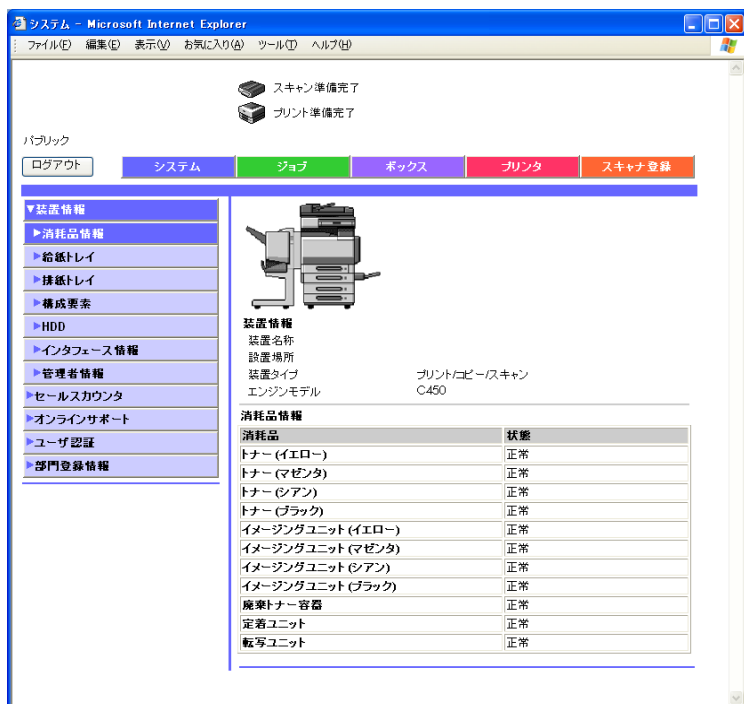 システム - Microsoft Internet Explorer
ファイル(F) 編集(E) 表示(V) お気に入り(A) ツール(T) ヘルプ(H)
スキャン準備完了
プリント準備完了
パブリック
ログアウト システム ジョブ ボックス プリンタ スキャナ登録
▼装置情報
▶消耗品情報
▶給紙トレイ
▶排紙トレイ
▶構成要素
▶HDD
▶インタフェース情報
▶管理者情報
▶セールスカウンタ
▶オンラインサポート
▶ユーザ認証
▶部門登録情報
装置情報
装置名称
設置場所
装置タイプ プリント/コピー/スキャン
エンジンモデル C450
消耗品情報
消耗品 状態
トナー (イエロー) 正常
トナー (マゼンタ) 正常
トナー (シアン) 正常
トナー (ブラック) 正常
イメージングユニット (イエロー) 正常
イメージングユニット (マゼンタ) 正常
イメージングユニット (シアン) 正常
イメージングユニット (ブラック) 正常
廃棄トナー容器 正常
定着ユニット 正常
転写ユニット 正常